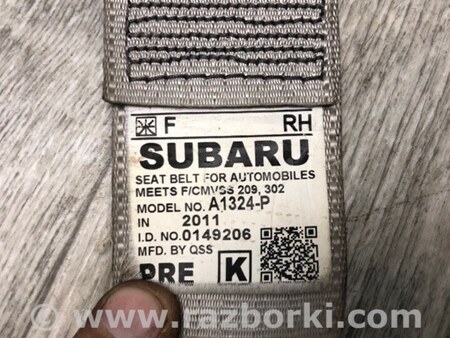 F RH
SUBARU
SEAT BELT FOR AUTOMOBILES
MEETS F/CMVSS 209, 302
MODEL NO. A1324-P
IN 2011
I.D. NO.0149206
MFD. BY QSS
PRE K
www.razborki.com